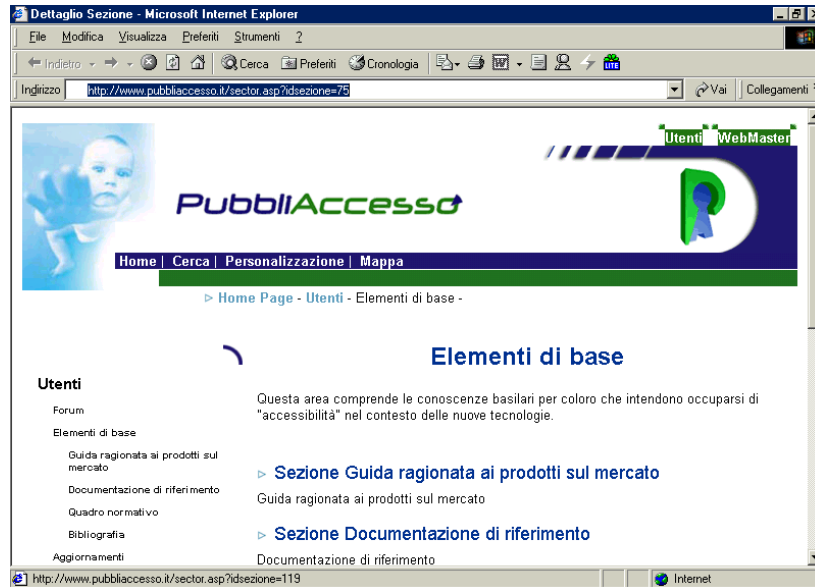 Dettaglio Sezione - Microsoft Internet Explorer
File Modifica Visualizza Preferiti Strumenti ?
Indietro Cerca Preferiti Cronologia
Indirizzo http://www.pubbliaccesso.it/sector.asp?idsezione=75 Vai Collegamenti
Utenti WebMaster
PubbliAccesso
Home | Cerca | Personalizzazione | Mappa
Home Page - Utenti - Elementi di base -
Elementi di base
Utenti
Forum
Elementi di base
Guida ragionata ai prodotti sul
mercato
Documentazione di riferimento
Quadro normativo
Bibliografia
Aggiornamenti
Questa area comprende le conoscenze basilari per coloro che intendono occuparsi di
"accessibilità" nel contesto delle nuove tecnologie.
Sezione Guida ragionata ai prodotti sul mercato
Guida ragionata ai prodotti sul mercato
Sezione Documentazione di riferimento
Documentazione di riferimento
http://www.pubbliaccesso.it/sector.asp?idsezione=119 Internet